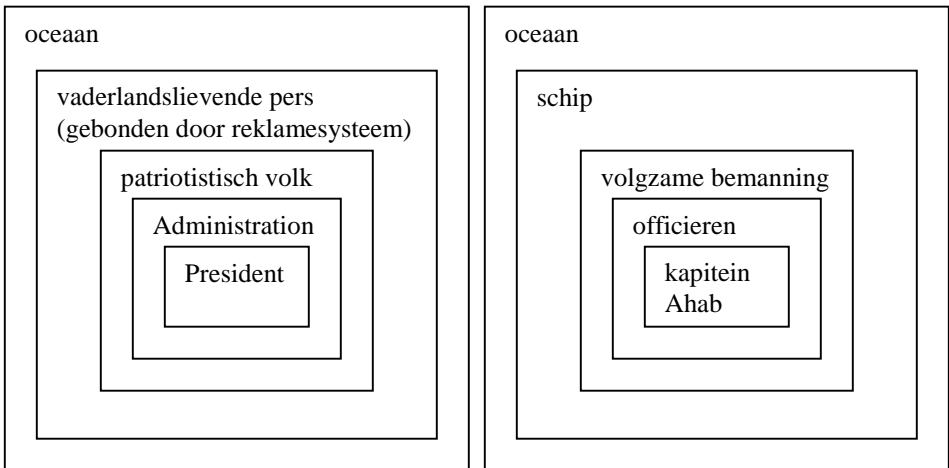 oceaan
vaderlandslievende pers
(gebonden door reklamesysteem)
patriotistisch volk
Administration
President
oceaan
schip
volgzame bemanning
officieren
kapitein
Ahab